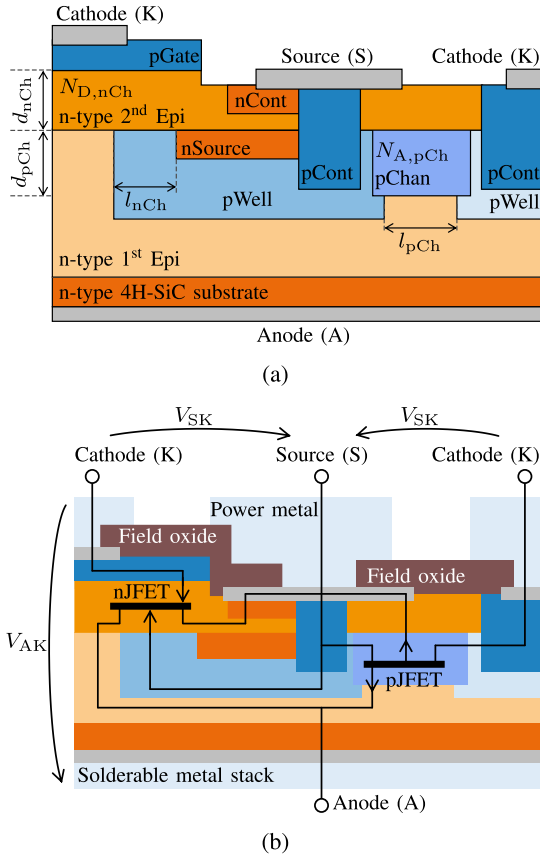 Cathode (K)
Source (S)
Cathode (K)
pGate
d_nCh
N_D,nCh
n-type 2nd Epi
nCont
nSource
d_pCh
N_A,pCh
pChan
pCont
pCont
l_nCh
pWell
pWell
l_pCh
n-type 1st Epi
n-type 4H-SiC substrate
Anode (A)
(a)
V_SK
V_SK
Cathode (K)
Source (S)
Cathode (K)
Power metal
Field oxide
Field oxide
nJFET
V_AK
pJFET
Solderable metal stack
Anode (A)
(b)